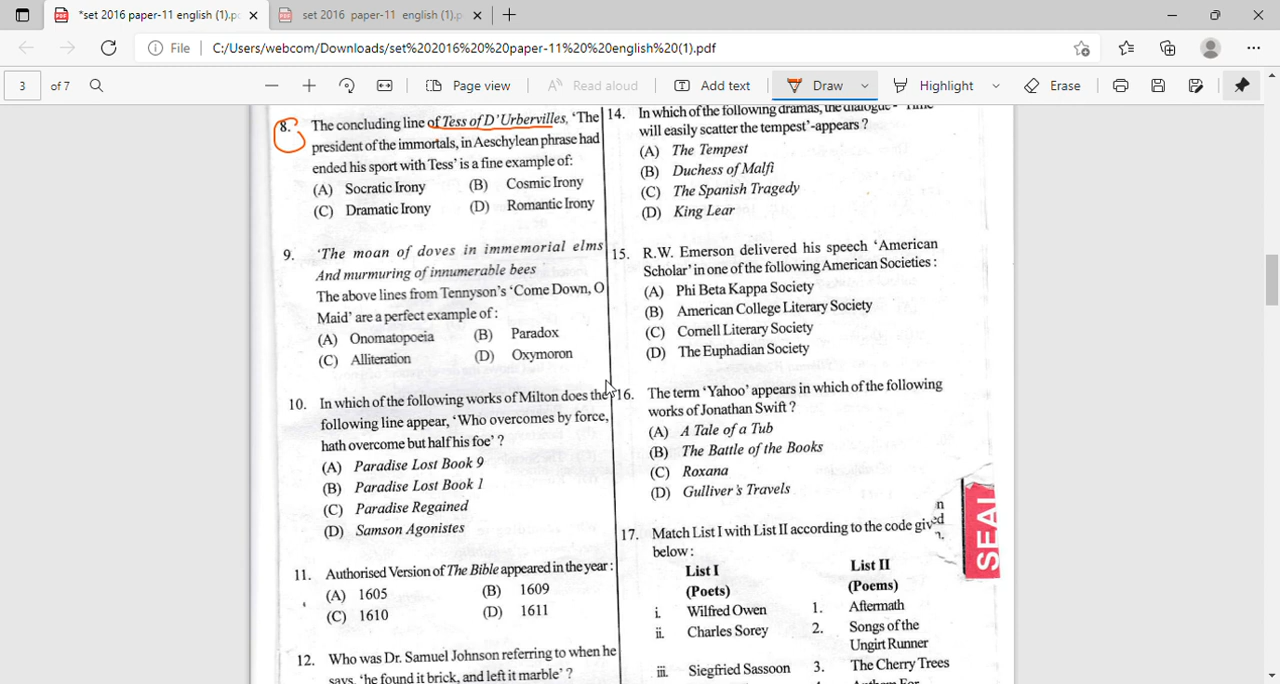 *set 2016 paper-11 english (1).p
set 2016 paper-11 english (1).p
File
C:/Users/webcom/Downloads/set%202016%20%20paper-11%20%20english%20(1).pdf
3 of 7
Page view
Read aloud
Add text
Draw
Highlight
Erase
8. The concluding line of Tess of D'Urbervilles, 'The
president of the immortals, in Aeschylean phrase had
ended his sport with Tess' is a fine example of:
(A) Socratic Irony (B) Cosmic Irony
(C) Dramatic Irony (D) Romantic Irony
9. 'The moan of doves in immemorial elms
And murmuring of innumerable bees
The above lines from Tennyson's 'Come Down, O
Maid' are a perfect example of:
(A) Onomatopoeia (B) Paradox
(C) Alliteration (D) Oxymoron
10. In which of the following works of Milton does the
following line appear, 'Who overcomes by force,
hath overcome but half his foe' ?
(A) Paradise Lost Book 9
(B) Paradise Lost Book 1
(C) Paradise Regained
(D) Samson Agonistes
11. Authorised Version of The Bible appeared in the year :
(A) 1605 (B) 1609
(C) 1610 (D) 1611
12. Who was Dr. Samuel Johnson referring to when he
says, 'he found it brick, and left it marble' ?
14. In which of the following dramas, the dialogue - 'Time
will easily scatter the tempest'-appears ?
(A) The Tempest
(B) Duchess of Malfi
(C) The Spanish Tragedy
(D) King Lear
15. R.W. Emerson delivered his speech 'American
Scholar' in one of the following American Societies :
(A) Phi Beta Kappa Society
(B) American College Literary Society
(C) Cornell Literary Society
(D) The Euphadian Society
16. The term 'Yahoo' appears in which of the following
works of Jonathan Swift ?
(A) A Tale of a Tub
(B) The Battle of the Books
(C) Roxana
(D) Gulliver's Travels
17. Match List I with List II according to the code
below :
List I List II
(Poets) (Poems)
i. Wilfred Owen 1. Aftermath
ii. Charles Sorey 2. Songs of the
Ungirt Runner
iii. Siegfried Sassoon 3. The Cherry Trees
SEAL